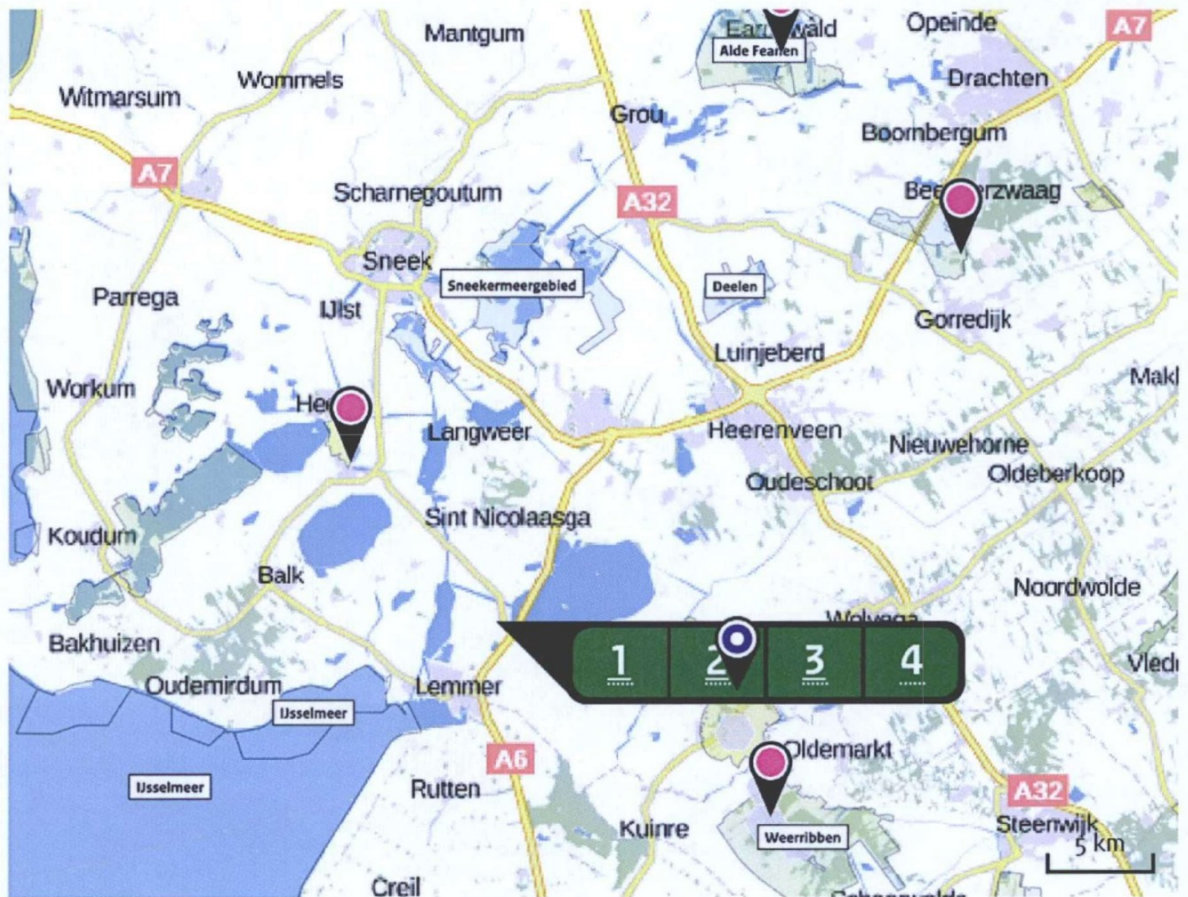 Mantgum
Opeinde
A7
Alde Feanen
Wommels
Drachten
Witmarsum
Grou
Boornbergum
A7
Scharnegoutum
A32
Sneek
Sneekermeergebied
Deelen
Parrega
IJlst
Gorredijk
Luinjeberd
Workum
Langweer
Heerenveen
Nieuwehorne
Oudeschoot
Oldeberkoop
Sint Nicolaasga
Koudum
Balk
Noordwolde
Bakhuizen
1 2 3 4
Oudemirdum
Lemmer
IJsselmeer
Oldemarkt
A6
IJsselmeer
Rutten
A32
Kuinre
Weerribben
Steenwijk
5 km
Creil